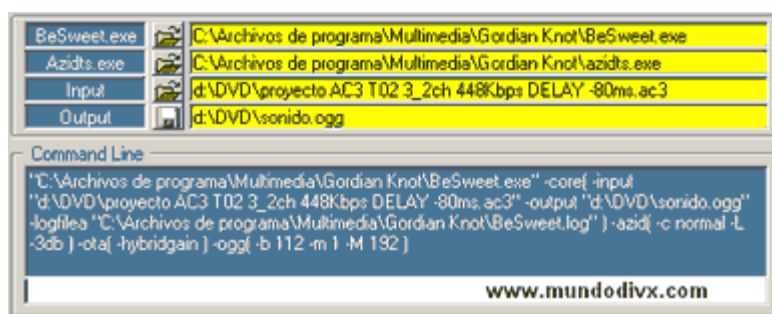 BeSweet.exe C:\Archivos de programa\Multimedia\Gordian Knot\BeSweet.exe
Azidts.exe C:\Archivos de programa\Multimedia\Gordian Knot\azidts.exe
Input d:\DVD\proyecto AC3 T02 3_2ch 448Kbps DELAY -80ms.ac3
Output d:\DVD\sonido.ogg
Command Line
"C:\Archivos de programa\Multimedia\Gordian Knot\BeSweet.exe" -core( -input
"d:\DVD\proyecto AC3 T02 3_2ch 448Kbps DELAY -80ms.ac3" -output "d:\DVD\sonido.ogg"
-logfilea "C:\Archivos de programa\Multimedia\Gordian Knot\BeSweet.log" ) -azid( -c normal -L
-3db ) -ota( -hybridgain ) -ogg( -b 112 -m 1 -M 192 )
www.mundodivx.com